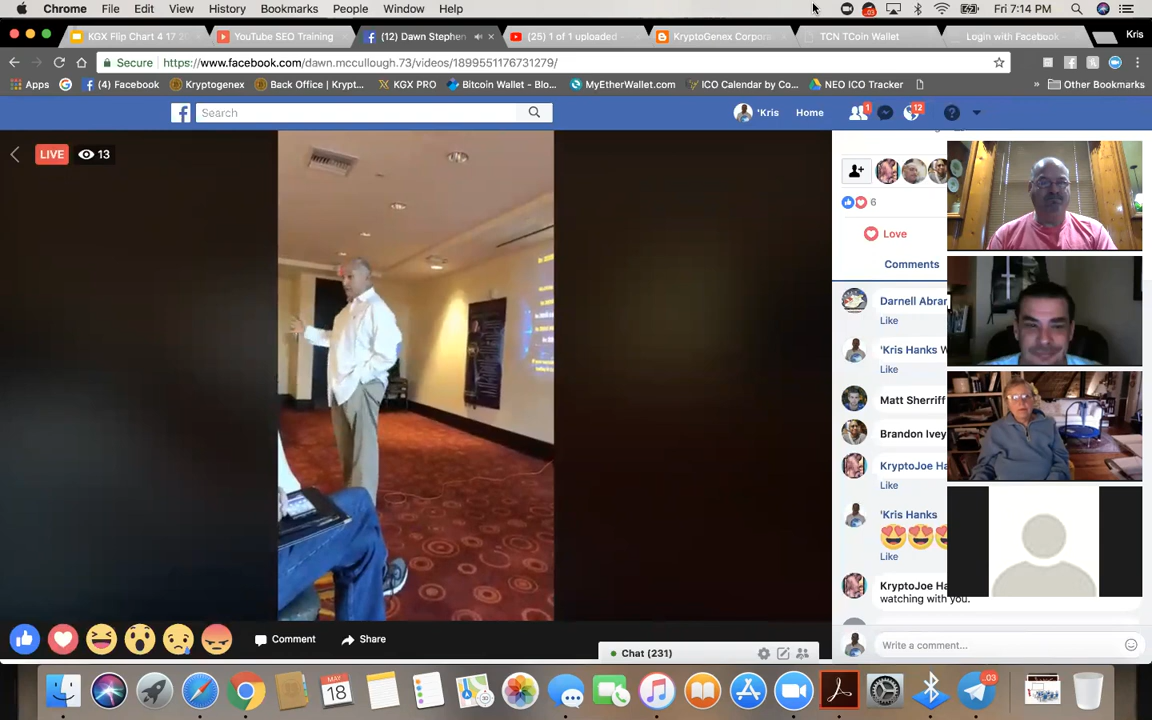 Chrome File Edit View History Bookmarks People Window Help Fri 7:14 PM
KGX Flip Chart 4 17 20 YouTube SEO Training (12) Dawn Stephen (25) 1 of 1 uploaded KryptoGenex Corpora TCN TCoin Wallet Login with Facebook Kris
Secure https://www.facebook.com/dawn.mccullough.73/videos/1899551176731279/
Apps (4) Facebook Kryptogenex Back Office | Krypt... KGX PRO Bitcoin Wallet - Blo... MyEtherWallet.com ICO Calendar by Co... NEO ICO Tracker » Other Bookmarks
Search 'Kris Home 1 12
LIVE 13
6
Love
Comments
Darnell Abrar
Like
'Kris Hanks W
Like
Matt Sherriff
Brandon Ivey
KryptoJoe Ha
Like
'Kris Hanks
Like
KryptoJoe Ha
watching with you.
Comment Share
Chat (231)
Write a comment...
MAY
18